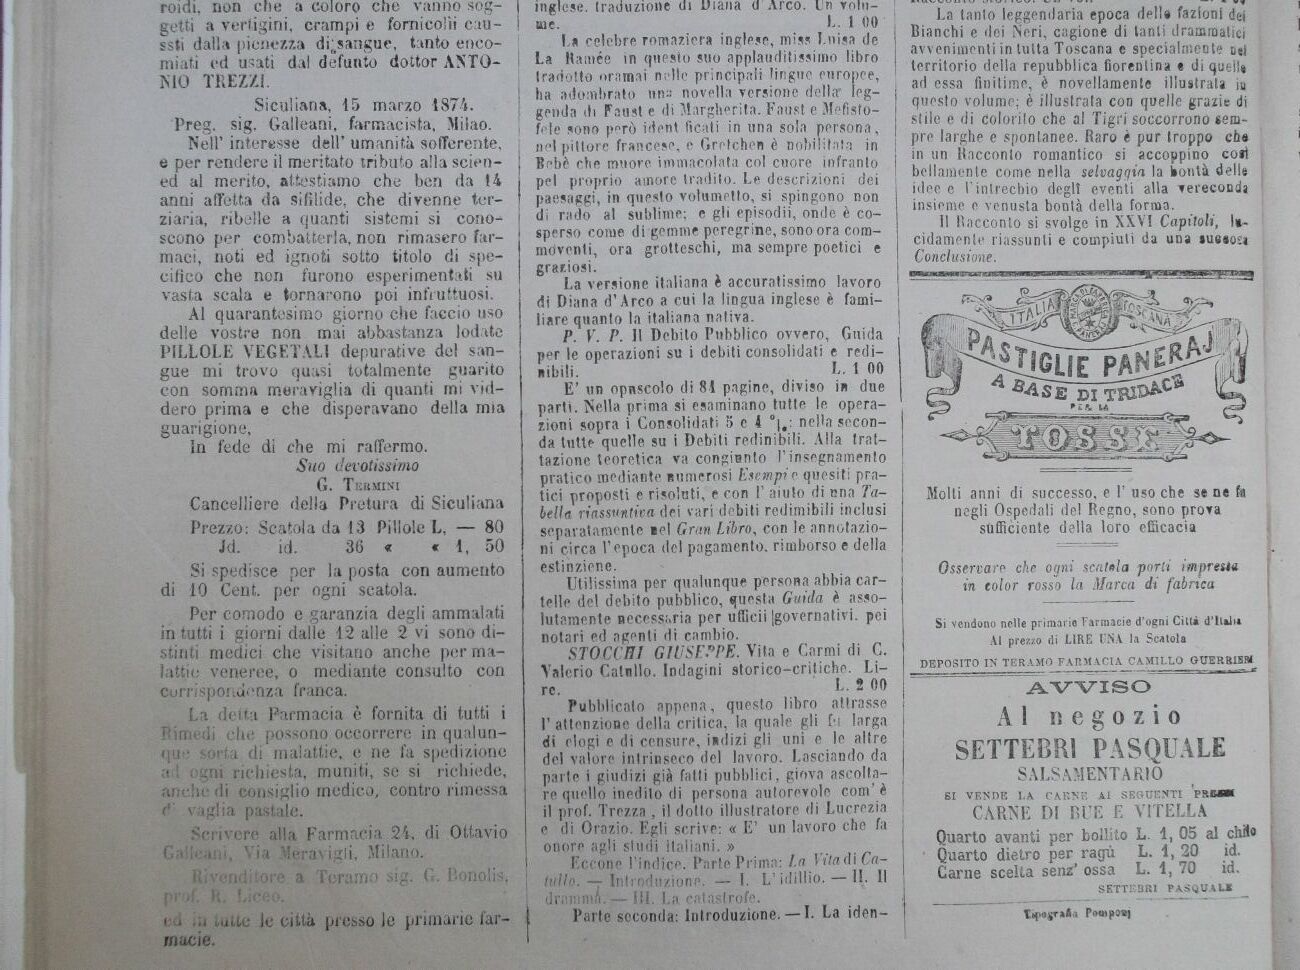 roidi, non che a coloro che vanno sog-
getti a vertigini, crampi e fornicolii cau-
ssti dalla pienezza di sangue, tanto enco-
miati ed usati dal defunto dottor ANTO-
NIO TREZZI.
Siculiana, 15 marzo 1874.
Preg. sig. Galleani, farmacista, Milao.
Nell' interesse dell' umanità sofferente,
e per rendere il meritato tributo alla scien-
ed al merito, attestiamo che ben da 14
anni affetta da sifilide, che divenne ter-
ziaria, ribelle a quanti sistemi si cono-
scono per combatterla, non rimasero far-
maci, noti ed ignoti sotto titolo di spe-
cifico che non furono esperimentati su
vasta scala e tornarono poi infruttuosi.
Al quarantesimo giorno che faccio uso
delle vostre non mai abbastanza lodate
PILLOLE VEGETALI depurative del san-
gue mi trovo quasi totalmente guarito
con somma meraviglia di quanti mi vid-
dero prima e che disperavano della mia
guarigione,
In fede di che mi raffermo.
Suo devotissimo
G. TERMINI
Cancelliere della Pretura di Siculiana
Prezzo: Scatola da 13 Pillole L, — 80
Id. id. 36 « « 1, 50
Si spedisce per la posta con aumento
di 10 Cent. per ogni scatola.
Per comodo e garanzia degli ammalati
in tutti i giorni dalle 12 alle 2 vi sono di-
stinti medici che visitano anche per ma-
lattie veneree, o mediante consulto con
corrispondenza franca.
La detta Farmacia è fornita di tutti i
Rimedi che possono occorrere in qualun-
que sorta di malattie, e ne fa spedizione
ad ogni richiesta, muniti, se si richiede,
anche di consiglio medico, contro rimessa
di vaglia pastale.
Scrivere alla Farmacia 24, di Ottavio
Galleani, Via Meravigli, Milano.
Rivenditore a Teramo sig. G. Bonolis,
prof. R. Liceo.
ed in tutte le città presso le primarie far-
macie.
inglese, traduzione di Diana d'Arco. Un volu-
me. L. 1 00
La celebre romaziera inglese, miss Luisa de
La Ramée in questo suo applauditissimo libro
tradotto oramai nelle principali lingue europee,
ha adombrato una novella versione della leg-
genda di Faust e di Margherita. Faust e Mefisto-
fele sono però identificati in una sola persona,
nel pittore francese, e Gretchen è nobilitata in
Bebè che muore immacolata col cuore infranto
pel proprio amore tradito. Le descrizioni dei
paesaggi, in questo volumetto, si spingono non
di rado al sublime; e gli episodii, onde è co-
sperso come di gemme peregrine, sono ora com-
moventi, ora grotteschi, ma sempre poetici e
graziosi.
La versione italiana è accuratissimo lavoro
di Diana d'Arco a cui la lingua inglese è fami-
liare quanto la italiana nativa.
P. V. P. Il Debito Pubblico ovvero, Guida
per le operazioni su i debiti consolidati e redi-
nibili. L. 1 00
E' un opuscolo di 84 pagine, diviso in due
parti. Nella prima si esaminano tutte le opera-
zioni sopra i Consolidati 5 e 4 °|₀; nella secon-
da tutte quelle su i Debiti redinibili. Alla trat-
tazione teoretica va congiunto l'insegnamento
pratico mediante numerosi Esempi e quesiti pra-
tici proposti e risoluti, e con l' aiuto di una Ta-
bella riassuntiva dei vari debiti redimibili inclusi
separatamente nel Gran Libro, con le annotazio-
ni circa l'epoca del pagamento, rimborso e della
estinzione.
Utilissima per qualunque persona abbia car-
telle del debito pubblico, questa Guida è asso-
lutamente necessaria per ufficii governativi. pei
notari ed agenti di cambio.
STOCCHI GIUSEPPE. Vita e Carmi di C.
Valerio Catullo. Indagini storico-critiche. Li-
re. L. 2 00
Pubblicato appena, questo libro attrasse
l' attenzione della critica, la quale gli fu larga
di elogi e di censure, indizi gli uni e le altre
del valore intrinseco del lavoro. Lasciando da
parte i giudizi già fatti pubblici, giova ascolta-
re quello inedito di persona autorevole com' è
il prof. Trezza, il dotto illustratore di Lucrezia
e di Orazio. Egli scrive: « E' un lavoro che fa
onore agli studi italiani. »
Eccone l'indice. Parte Prima: La Vita di Ca-
tullo. — Introduzione. — I. L'idillio. — II. Il
dramma. — III. La catastrofe.
Parte seconda: Introduzione. — I. La iden-
La tanto leggendaria epoca delle fazioni dei
Bianchi e dei Neri, cagione di tanti drammatici
avvenimenti in tutta Toscana e specialmente nel
territorio della repubblica fiorentina e di quelle
ad essa finitime, è novellamente illustrata in
questo volume; è illustrata con quelle grazie di
stile e di colorito che al Tigri soccorrono sem-
pre larghe e spontanee. Raro è pur troppo che
in un Racconto romantico si accoppino così
bellamente come nella selvaggia la bontà delle
idee e l'intrechio degli eventi alla vereconda
insieme e venusta bontà della forma.
Il Racconto si svolge in XXVI Capitoli, lu-
cidamente riassunti e compiuti da una sugosa
Conclusione.
ITALIA TOSCANA
PASTIGLIE PANERAJ
A BASE DI TRIDACE
PER LA
TOSSE
Molti anni di successo, e l' uso che se ne fa
negli Ospedali del Regno, sono prova
sufficiente della loro efficacia
Osservare che ogni scatola porti impressa
in color rosso la Marca di fabrica
Si vendono nelle primarie Farmacie d'ogni Città d'Italia
Al prezzo di LIRE UNA la Scatola
DEPOSITO IN TERAMO FARMACIA CAMILLO GUERRIERI
AVVISO
Al negozio
SETTEBRI PASQUALE
SALSAMENTARIO
SI VENDE LA CARNE AI SEGUENTI PREZZI
CARNE DI BUE E VITELLA
Quarto avanti per bollito L. 1, 05 al chilo
Quarto dietro per ragù L. 1, 20 id.
Carne scelta senz' ossa L. 1, 70 id.
SETTEBRI PASQUALE
Tipografia Pomponj